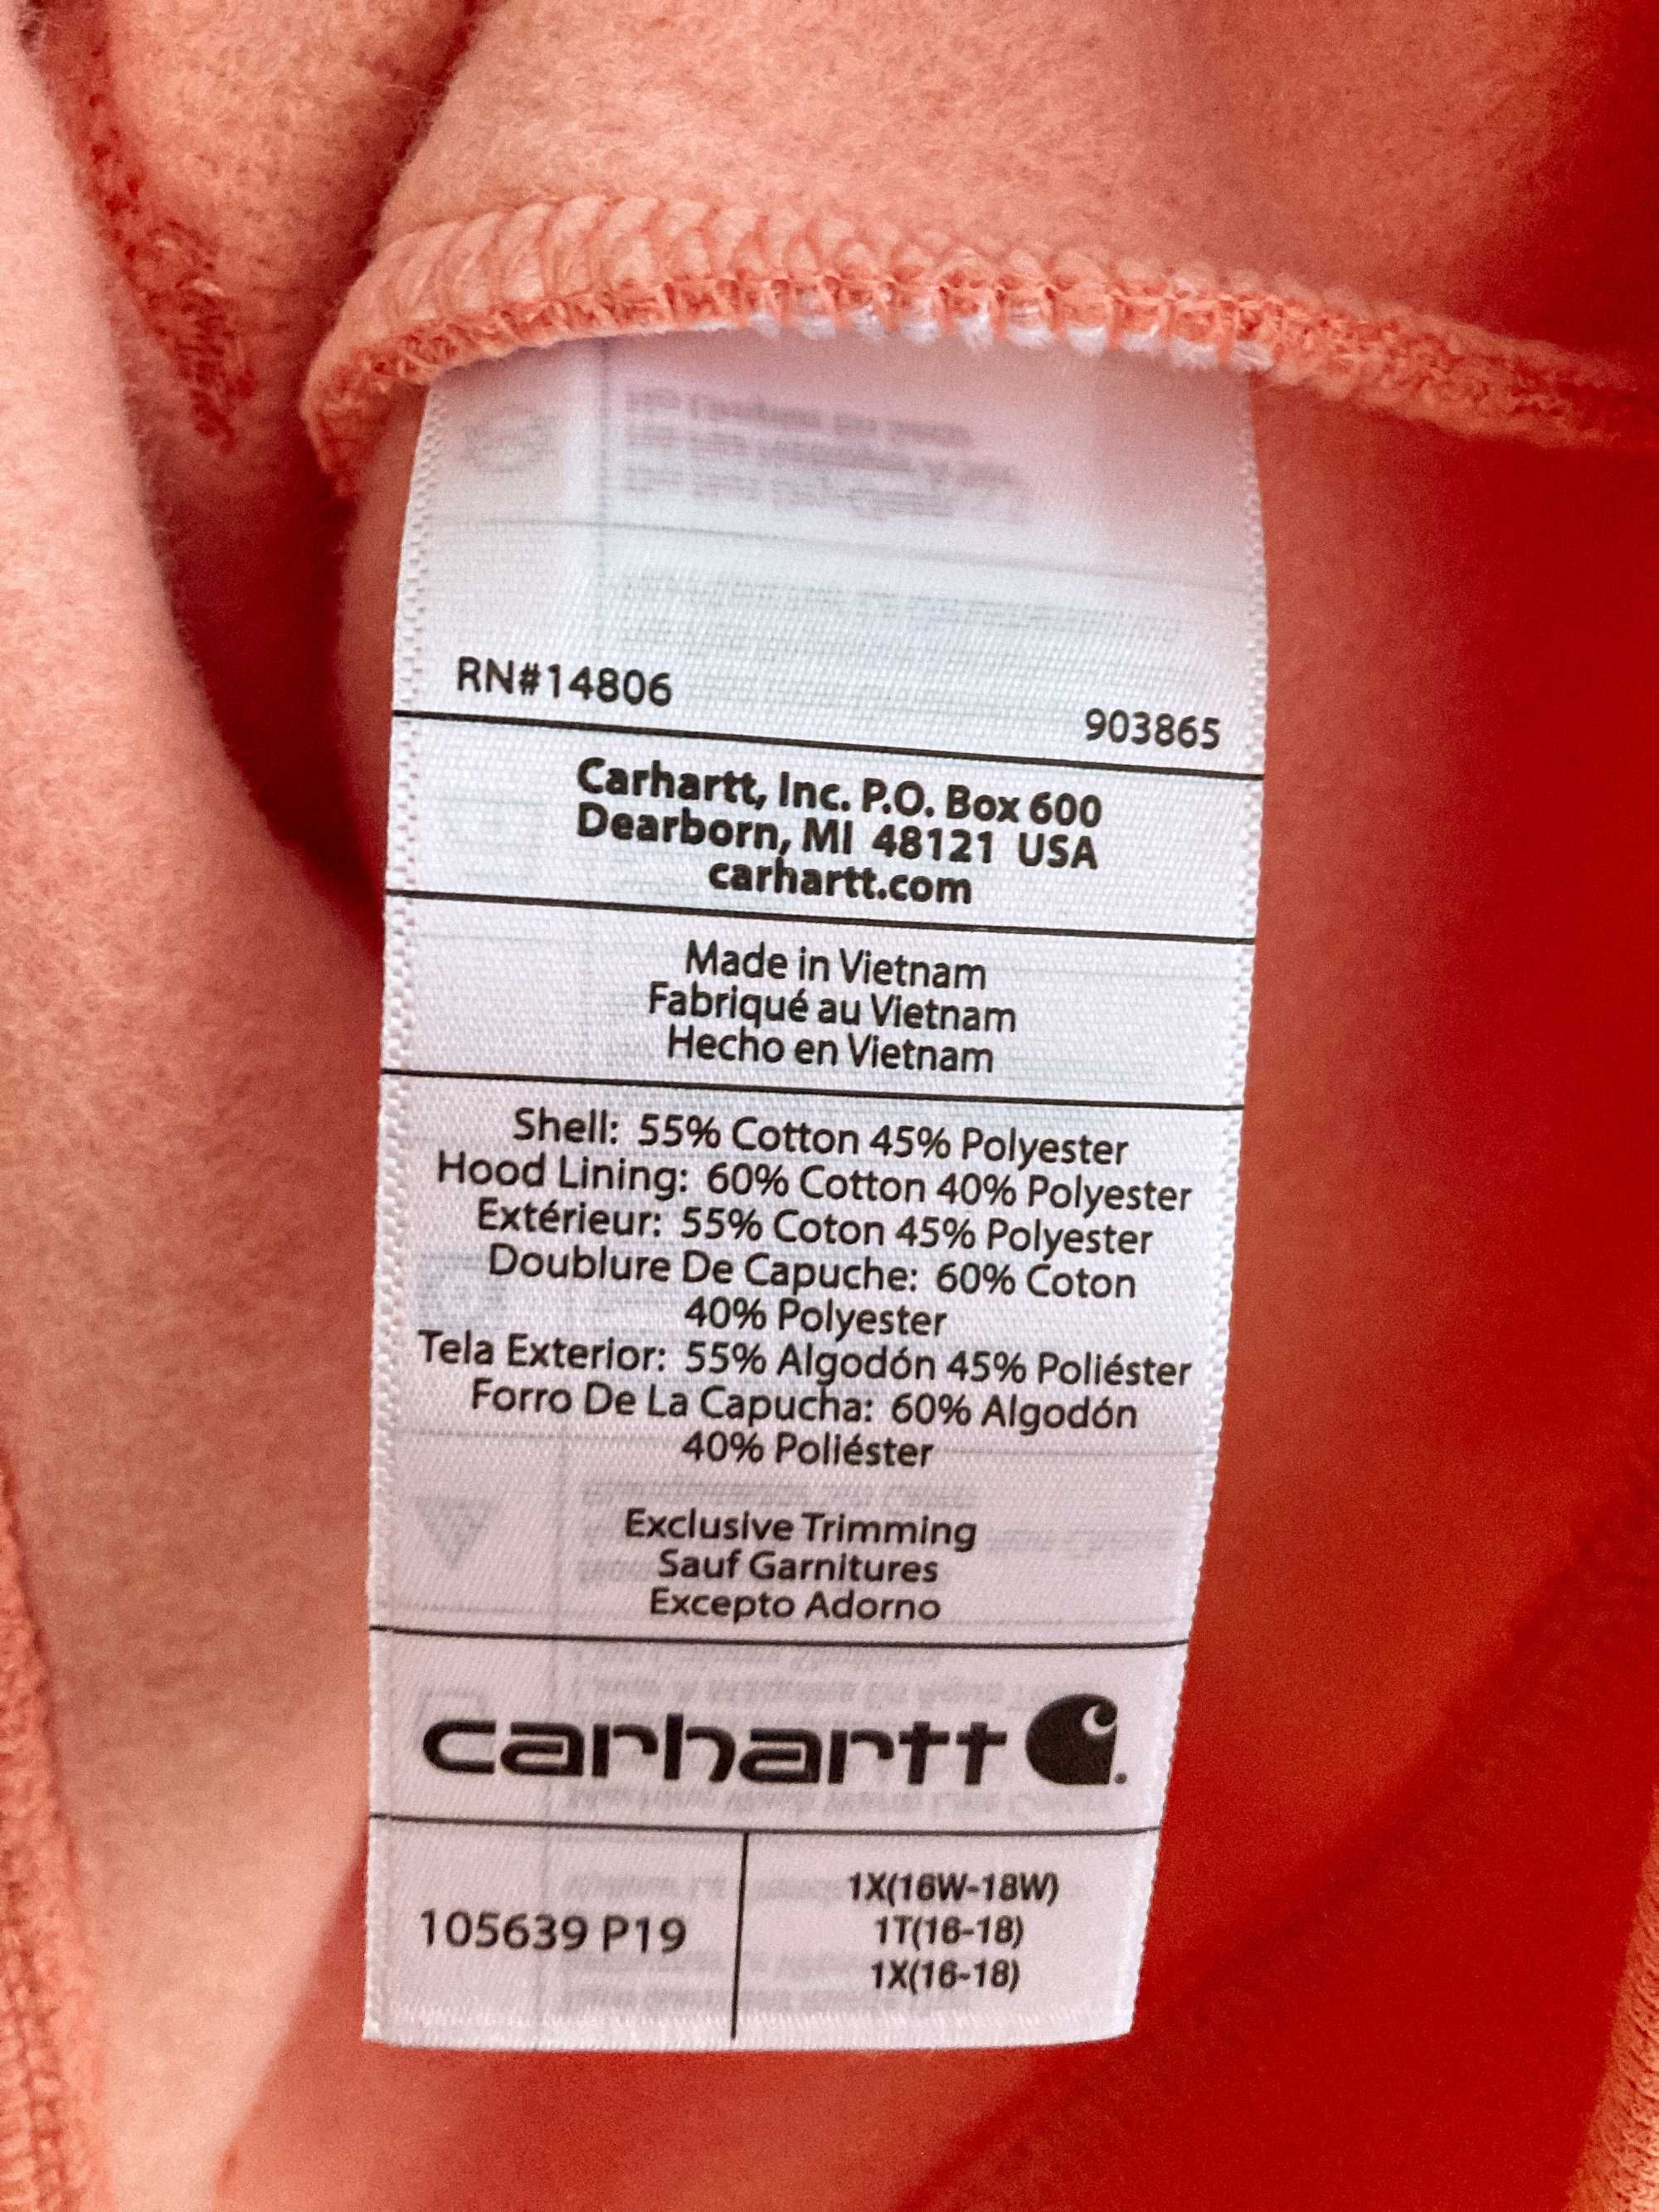 RN#14806
903865
Carhartt, Inc. P.O. Box 600
Dearborn, MI 48121 USA
carhartt.com
Made in Vietnam
Fabriqué au Vietnam
Hecho en Vietnam
Shell: 55% Cotton 45% Polyester
Hood Lining: 60% Cotton 40% Polyester
Extérieur: 55% Coton 45% Polyester
Doublure De Capuche: 60% Coton
40% Polyester
Tela Exterior: 55% Algodón 45% Poliéster
Forro De La Capucha: 60% Algodón
40% Poliéster
Exclusive Trimming
Sauf Garnitures
Excepto Adorno
carhartt
105639 P19
1X(16W-18W)
1T(16-18)
1X(16-18)